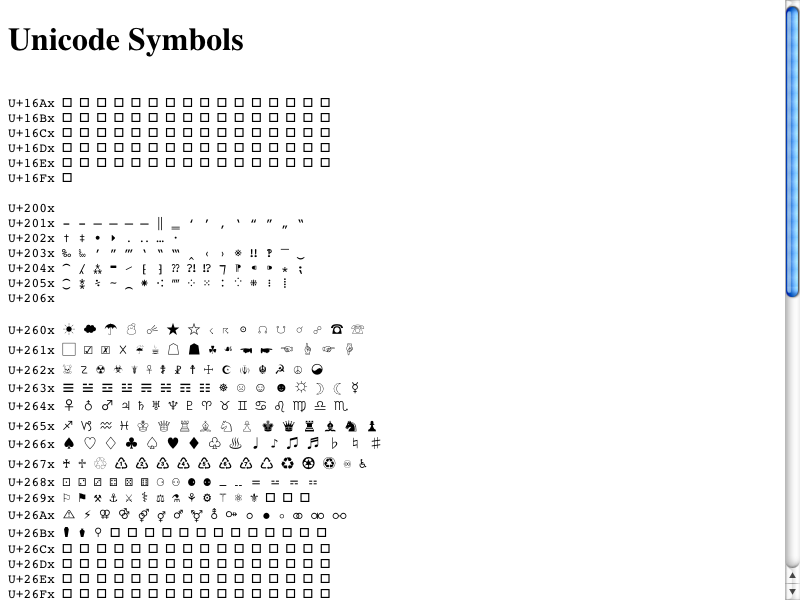 Unicode Symbols
U+16Ax □ □ □ □ □ □ □ □ □ □ □ □ □ □ □ □
U+16Bx □ □ □ □ □ □ □ □ □ □ □ □ □ □ □ □
U+16Cx □ □ □ □ □ □ □ □ □ □ □ □ □ □ □ □
U+16Dx □ □ □ □ □ □ □ □ □ □ □ □ □ □ □ □
U+16Ex □ □ □ □ □ □ □ □ □ □ □ □ □ □ □ □
U+16Fx □
U+200x
U+201x ‐ ‑ ‒ – — ― ‖ ‗ ‘ ’ ‚ ‛ “ ” „ ‟
U+202x † ‡ • ‣ ․ ‥ … ‧
U+203x ‰ ‱ ′ ″ ‴ ‵ ‶ ‷ ‸ ‹ › ※ ‼ ‽ ‾ ‿
U+204x ⁀ ⁁ ⁂ ⁃ ⁄ ⁅ ⁆ ⁇ ⁈ ⁉ ⁊ ⁋ ⁌ ⁍ ⁎ ⁏
U+205x ⁐ ⁑ ⁒ ⁓ ⁔ ⁕ ⁖ ⁗ ⁘ ⁙ ⁚ ⁛ ⁜ ⁝ ⁞
U+206x
U+260x ☀ ☁ ☂ ☃ ☄ ★ ☆ ☇ ☈ ☉ ☊ ☋ ☌ ☍ ☎ ☏
U+261x ☐ ☑ ☒ ☓ ☔ ☕ ☖ ☗ ☘ ☙ ☚ ☛ ☜ ☝ ☞ ☟
U+262x ☠ ☡ ☢ ☣ ☤ ☥ ☦ ☧ ☨ ☩ ☪ ☫ ☬ ☭ ☮ ☯
U+263x ☰ ☱ ☲ ☳ ☴ ☵ ☶ ☷ ☸ ☹ ☺ ☻ ☼ ☽ ☾ ☿
U+264x ♀ ♁ ♂ ♃ ♄ ♅ ♆ ♇ ♈ ♉ ♊ ♋ ♌ ♍ ♎ ♏
U+265x ♐ ♑ ♒ ♓ ♔ ♕ ♖ ♗ ♘ ♙ ♚ ♛ ♜ ♝ ♞ ♟
U+266x ♠ ♡ ♢ ♣ ♤ ♥ ♦ ♧ ♨ ♩ ♪ ♫ ♬ ♭ ♮ ♯
U+267x ♰ ♱ ♲ ♳ ♴ ♵ ♶ ♷ ♸ ♹ ♺ ♻ ♼ ♽ ♾ ♿
U+268x ⚀ ⚁ ⚂ ⚃ ⚄ ⚅ ⚆ ⚇ ⚈ ⚉ ⚊ ⚋ ⚌ ⚍ ⚎ ⚏
U+269x ⚐ ⚑ ⚒ ⚓ ⚔ ⚕ ⚖ ⚗ ⚘ ⚙ ⚚ ⚛ ⚜ □ □ □
U+26Ax ⚠ ⚡ ⚢ ⚣ ⚤ ⚥ ⚦ ⚧ ⚨ ⚩ ⚪ ⚫ ⚬ ⚭ ⚮ ⚯
U+26Bx ⚰ ⚱ ⚲ □ □ □ □ □ □ □ □ □ □ □ □ □
U+26Cx □ □ □ □ □ □ □ □ □ □ □ □ □ □ □ □
U+26Dx □ □ □ □ □ □ □ □ □ □ □ □ □ □ □ □
U+26Ex □ □ □ □ □ □ □ □ □ □ □ □ □ □ □ □
U+26Fx □ □ □ □ □ □ □ □ □ □ □ □ □ □ □ □